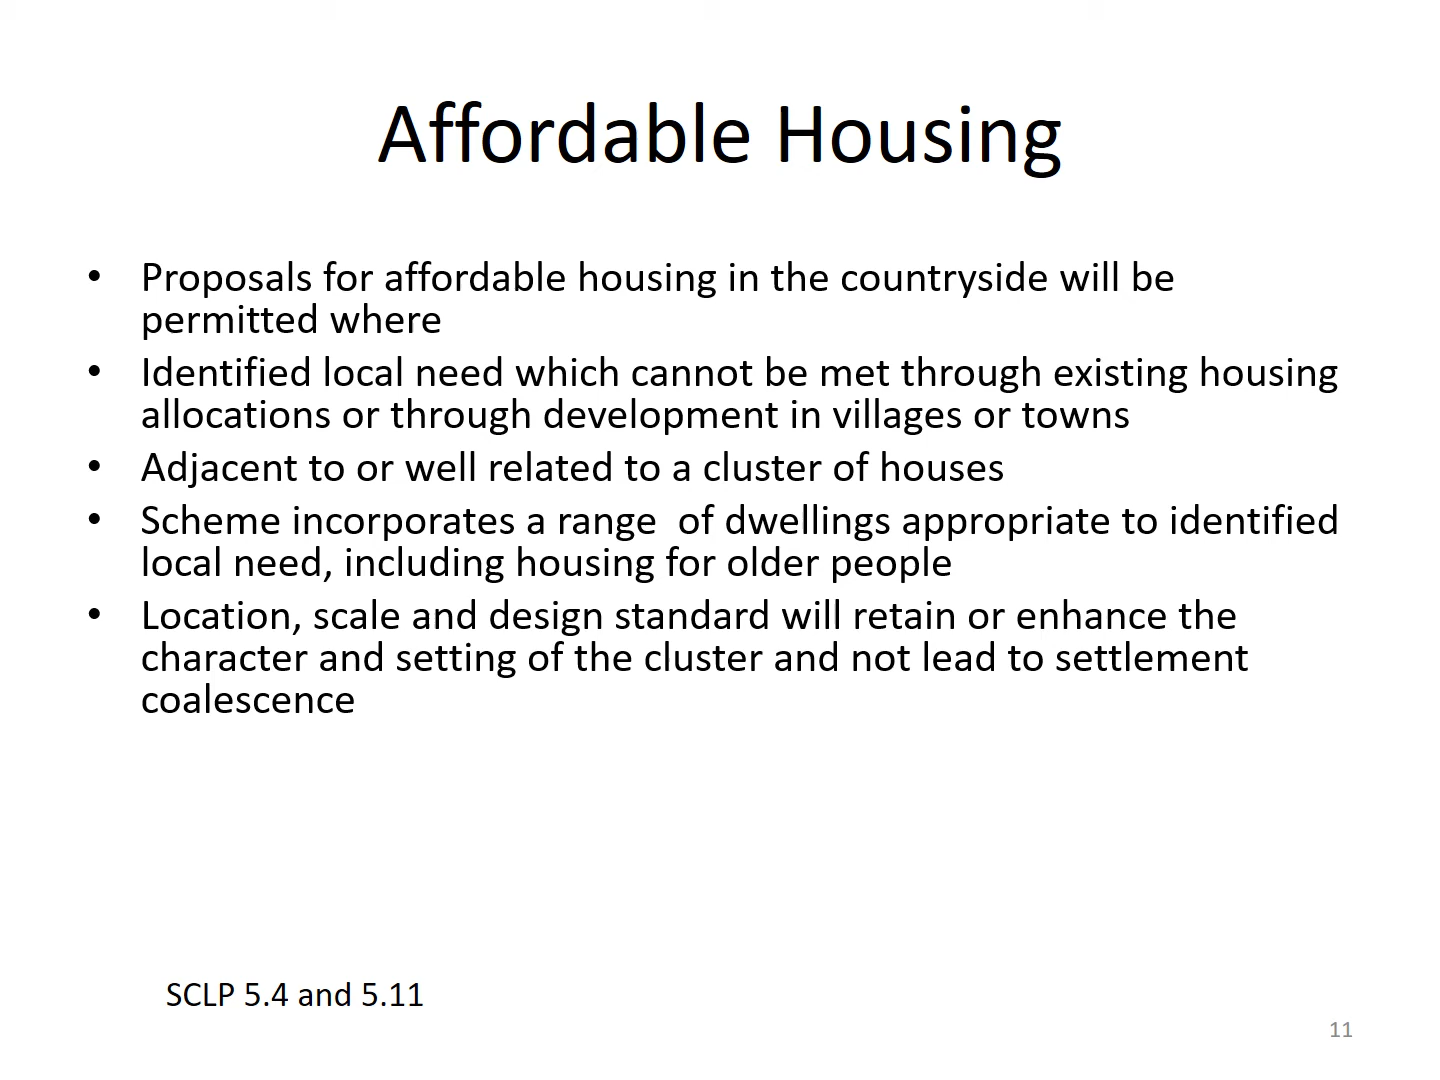 Affordable Housing
• Proposals for affordable housing in the countryside will be
permitted where
• Identified local need which cannot be met through existing housing
allocations or through development in villages or towns
• Adjacent to or well related to a cluster of houses
• Scheme incorporates a range  of dwellings appropriate to identified
local need, including housing for older people
• Location, scale and design standard will retain or enhance the
character and setting of the cluster and not lead to settlement
coalescence
SCLP 5.4 and 5.11
11